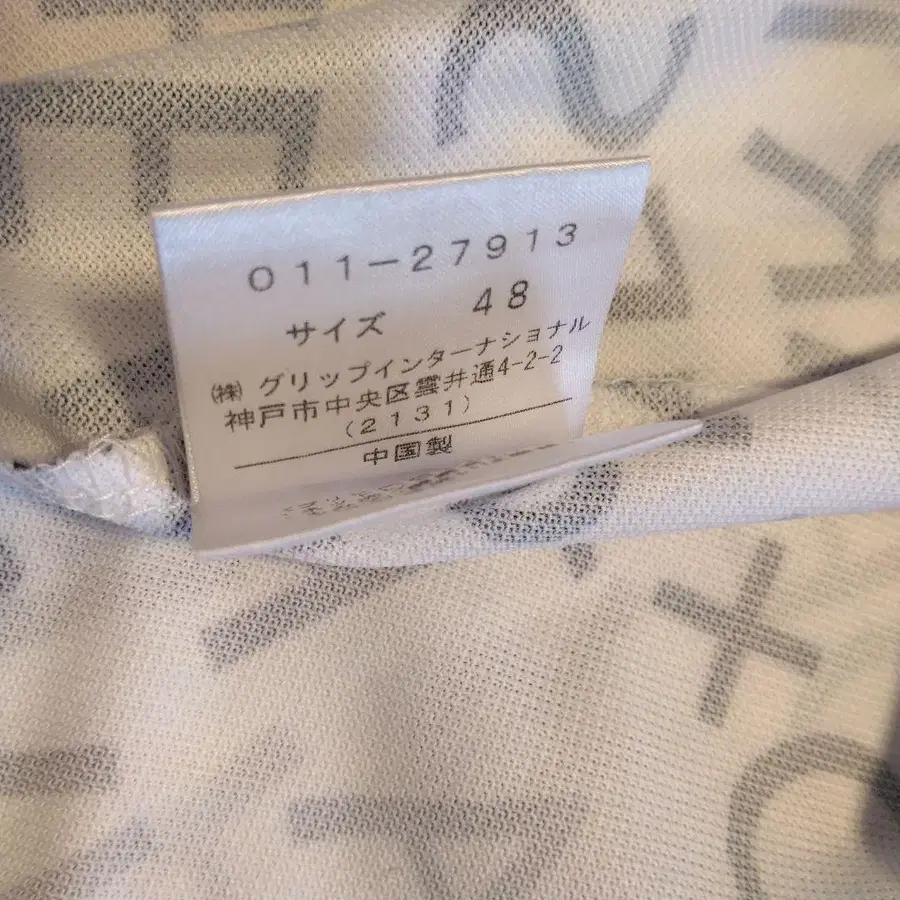 011-27913
サイズ 48
㈱ グリップインターナショナル
神戸市中央区雲井通4-2-2
(2131)
中国製